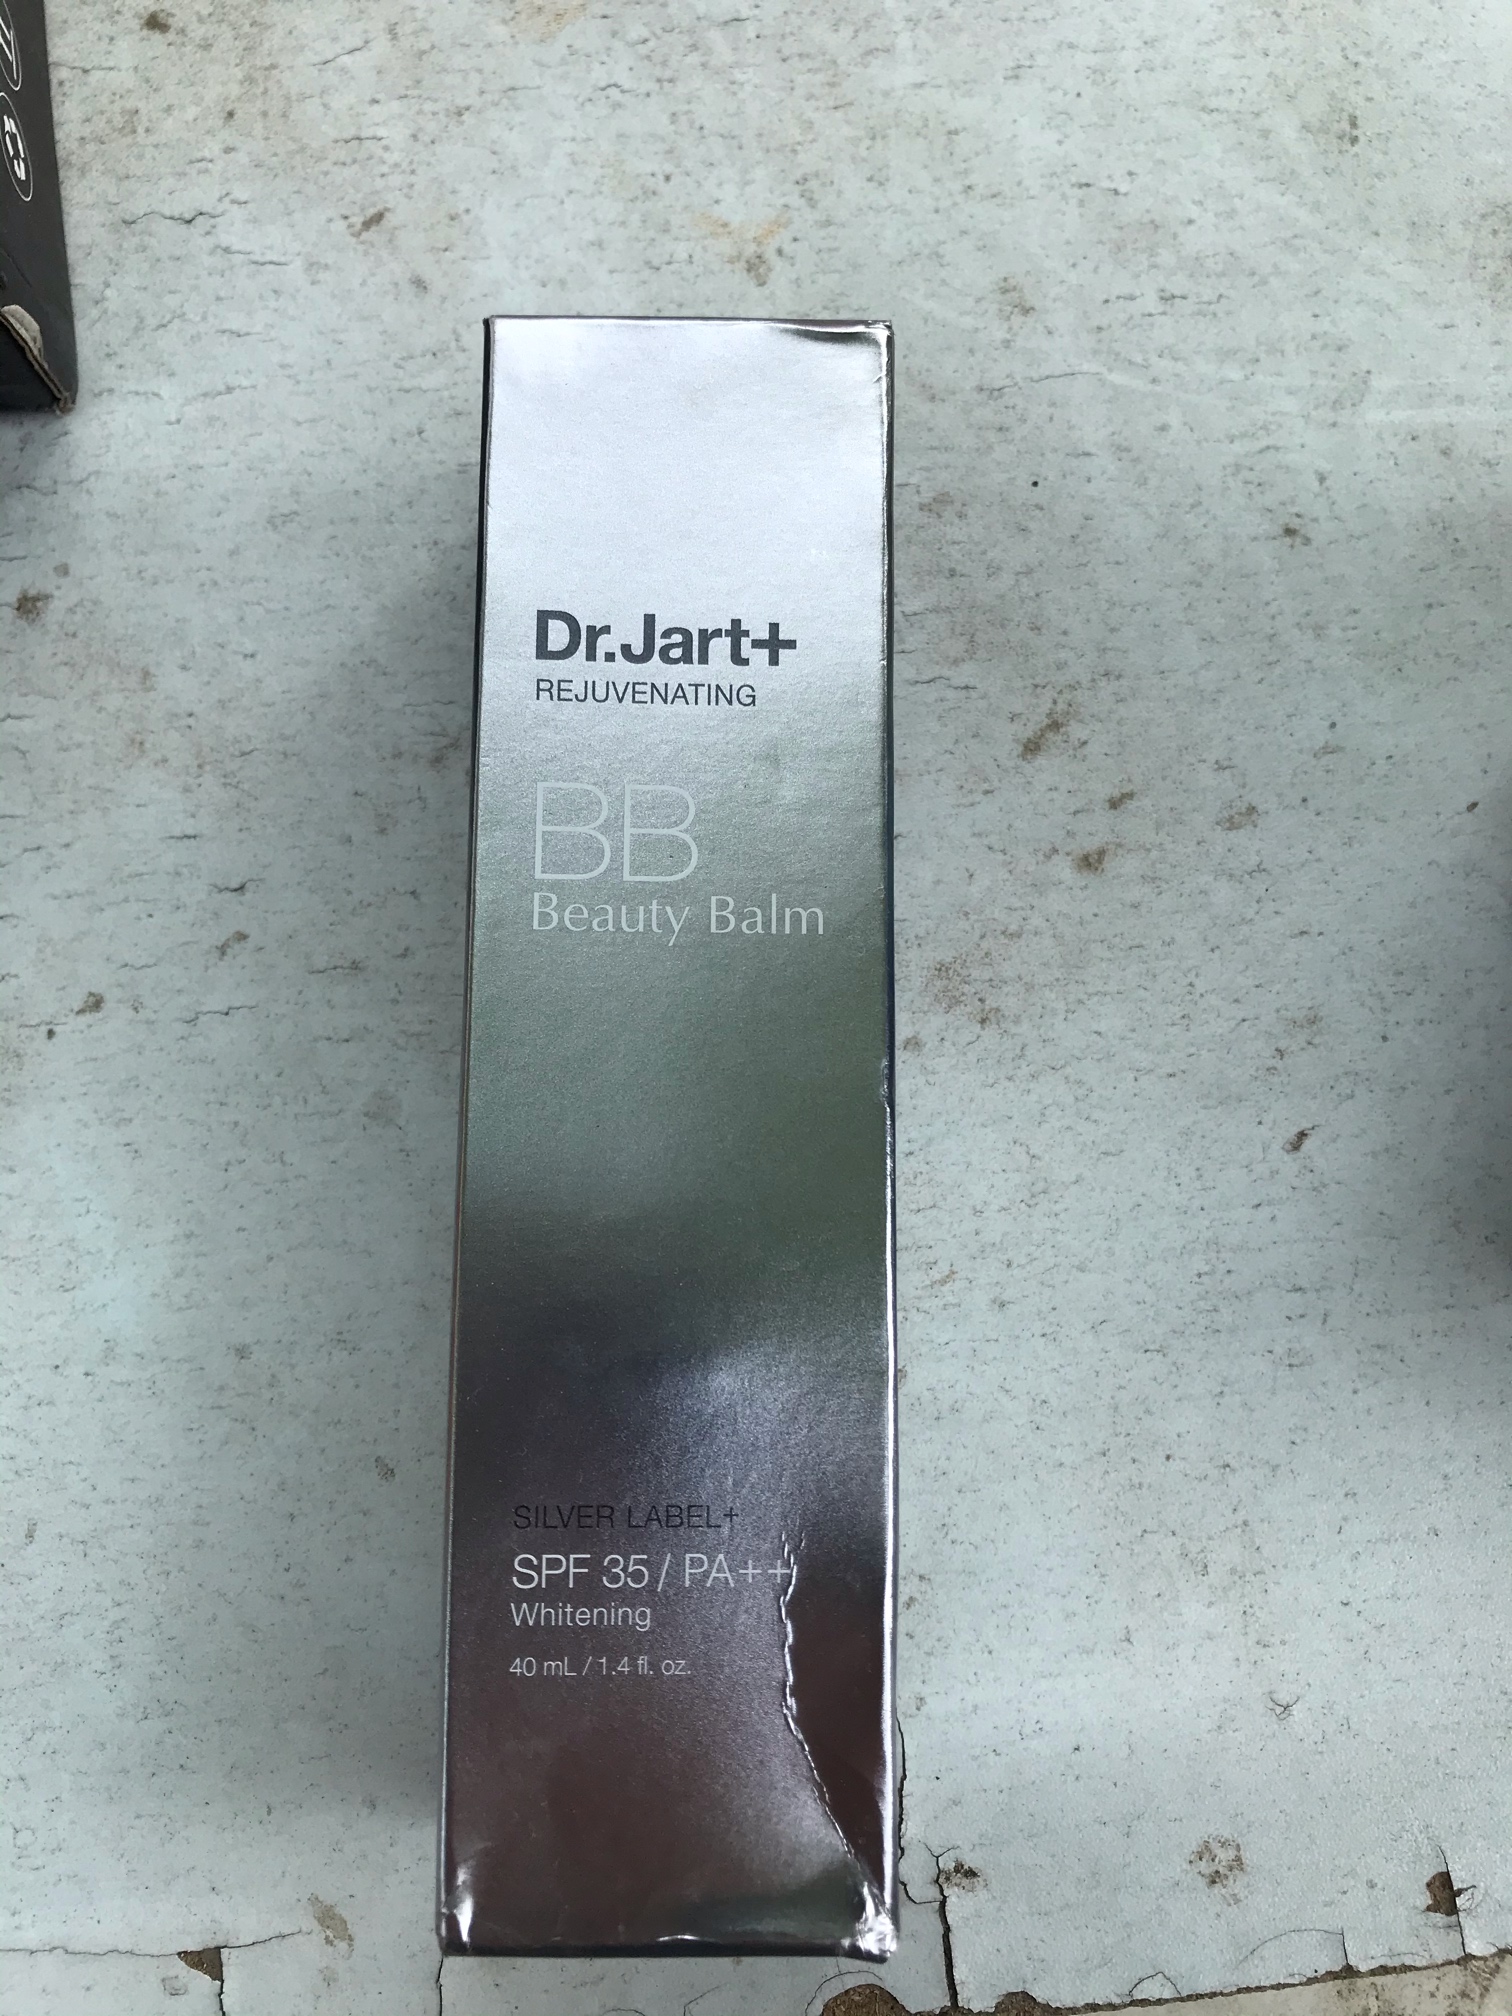 Dr.Jart+
REJUVENATING
BB
Beauty Balm
SILVER LABEL+
SPF 35 / PA++
Whitening
40 mL / 1.4 fl. oz.